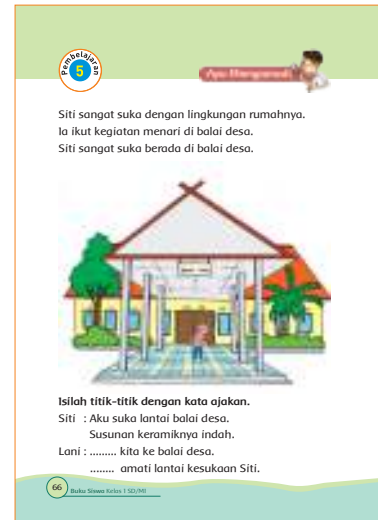 Pembelajaran
5
Ayo Mengamati
Siti sangat suka dengan lingkungan rumahnya.
Ia ikut kegiatan menari di balai desa.
Siti sangat suka berada di balai desa.
Isilah titik-titik dengan kata ajakan.
Siti : Aku suka lantai balai desa.
Susunan keramiknya indah.
Lani : ......... kita ke balai desa.
........ amati lantai kesukaan Siti.
66 Buku Siswa Kelas 1 SD/MI